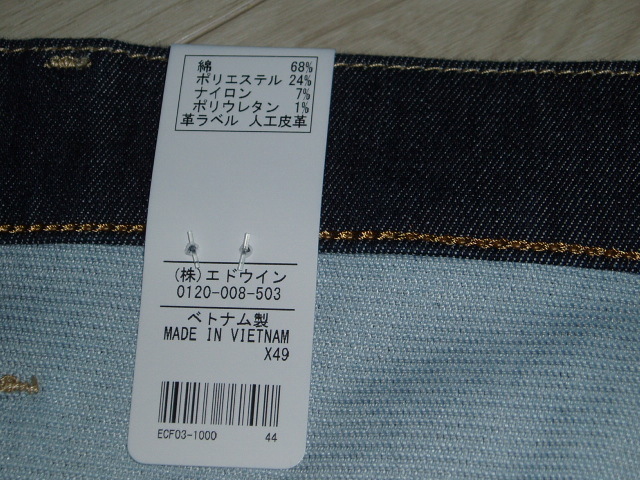 綿 68%
ポリエステル 24%
ナイロン 7%
ポリウレタン 1%
革ラベル 人工皮革
(株)エドウイン
0120-008-503
ベトナム製
MADE IN VIETNAM
X49
ECF03-1000 44